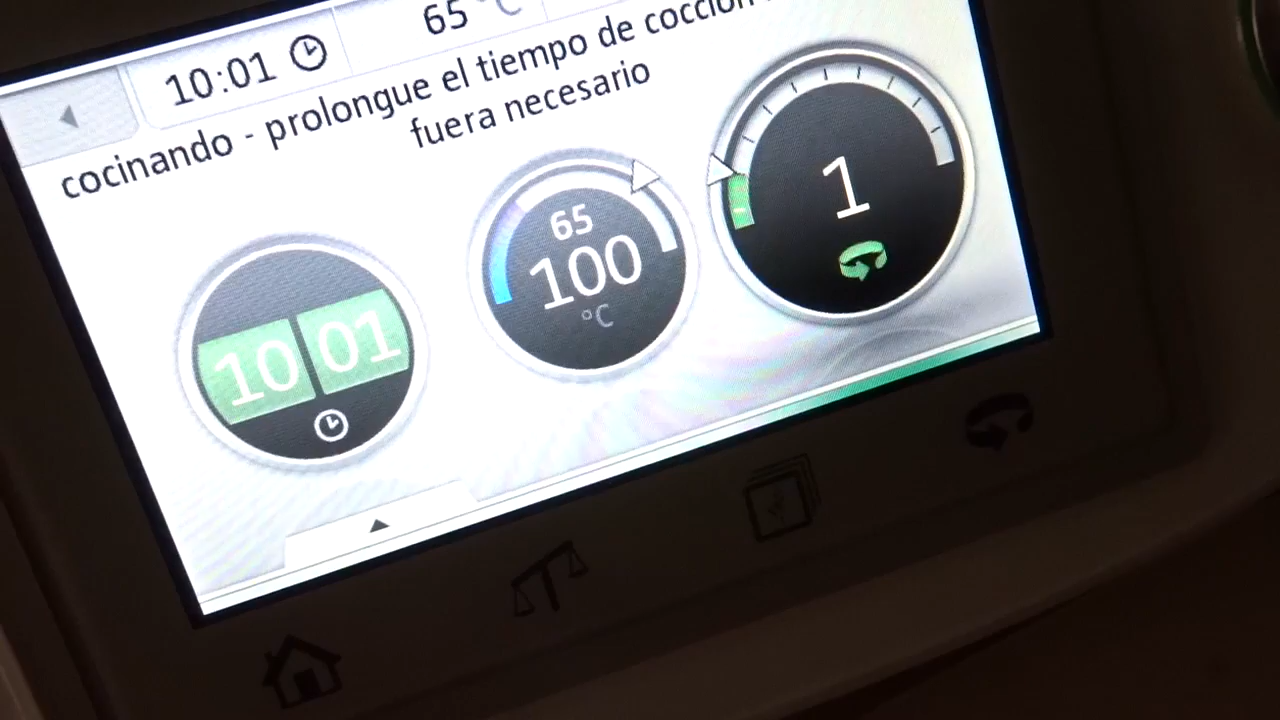 10:01
65 °C
cocinando - prolongue el tiempo de cocción
fuera necesario
10 01
65
100
°C
1